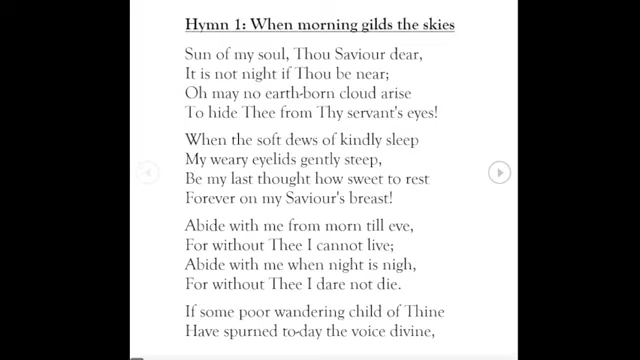 Hymn 1: When morning gilds the skies
Sun of my soul, Thou Saviour dear,
It is not night if Thou be near;
Oh may no earth-born cloud arise
To hide Thee from Thy servant's eyes!
When the soft dews of kindly sleep
My weary eyelids gently steep,
Be my last thought how sweet to rest
Forever on my Saviour's breast!
Abide with me from morn till eve,
For without Thee I cannot live;
Abide with me when night is nigh,
For without Thee I dare not die.
If some poor wandering child of Thine
Have spurned to-day the voice divine,